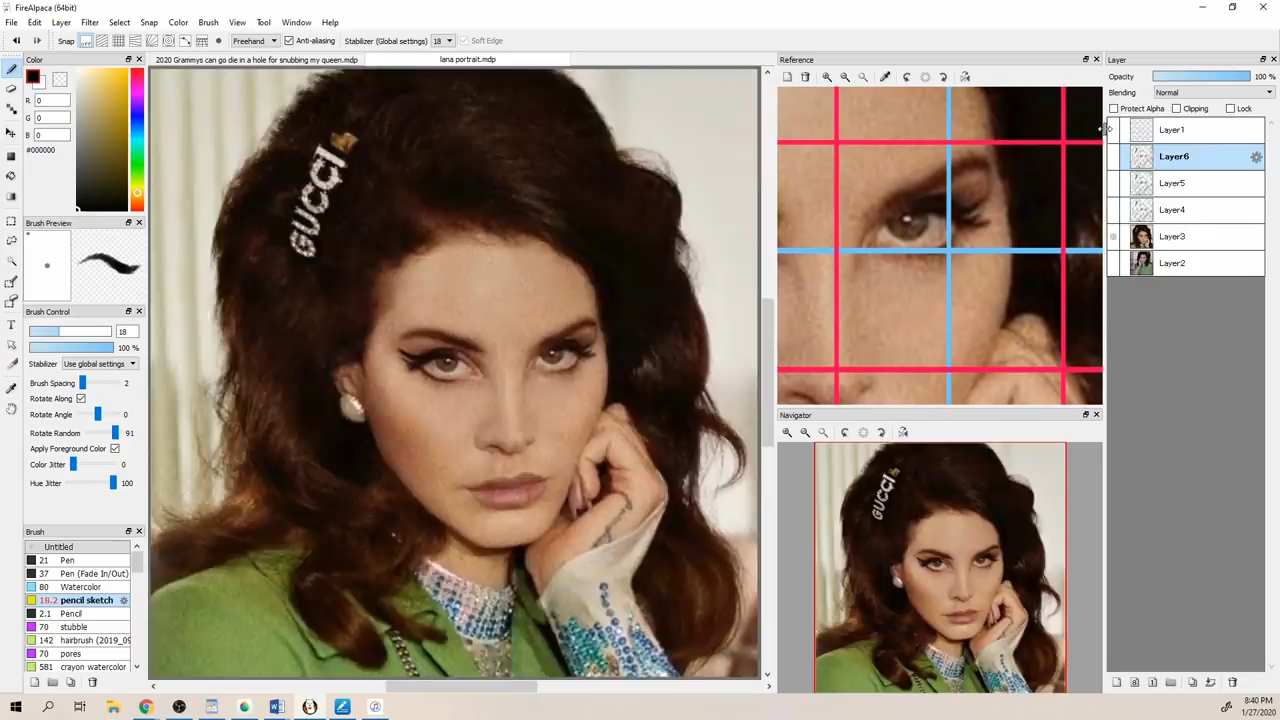 FireAlpaca (64bit)
File Edit Layer Filter Select Snap Color Brush View Tool Window Help
Snap Off Freehand Anti-aliasing Stabilizer (Global settings) 18 Soft Edge
Color
2020 Grammys can go die in a hole for snubbing my queen.mdp
lana portrait.mdp
Reference
Layer
R 0
G 0
B 0
#000000
Opacity 100 %
Blending Normal
Protect Alpha Clipping Lock
Layer1
Layer6
Layer5
Layer4
Layer3
Layer2
GUCCI
Brush Preview
Brush Control
18
100 %
Stabilizer Use global settings
Brush Spacing 2
Rotate Along
Rotate Angle 0
Rotate Random 91
Apply Foreground Color
Color Jitter 0
Hue Jitter 100
Navigator
GUCCI
Brush
Untitled
21 Pen
37 Pen (Fade In/Out)
80 Watercolor
18.2 pencil sketch
2.1 Pencil
70 stubble
142 hairbrush (2019_09
70 pores
581 crayon watercolor
8:40 PM
1/27/2020